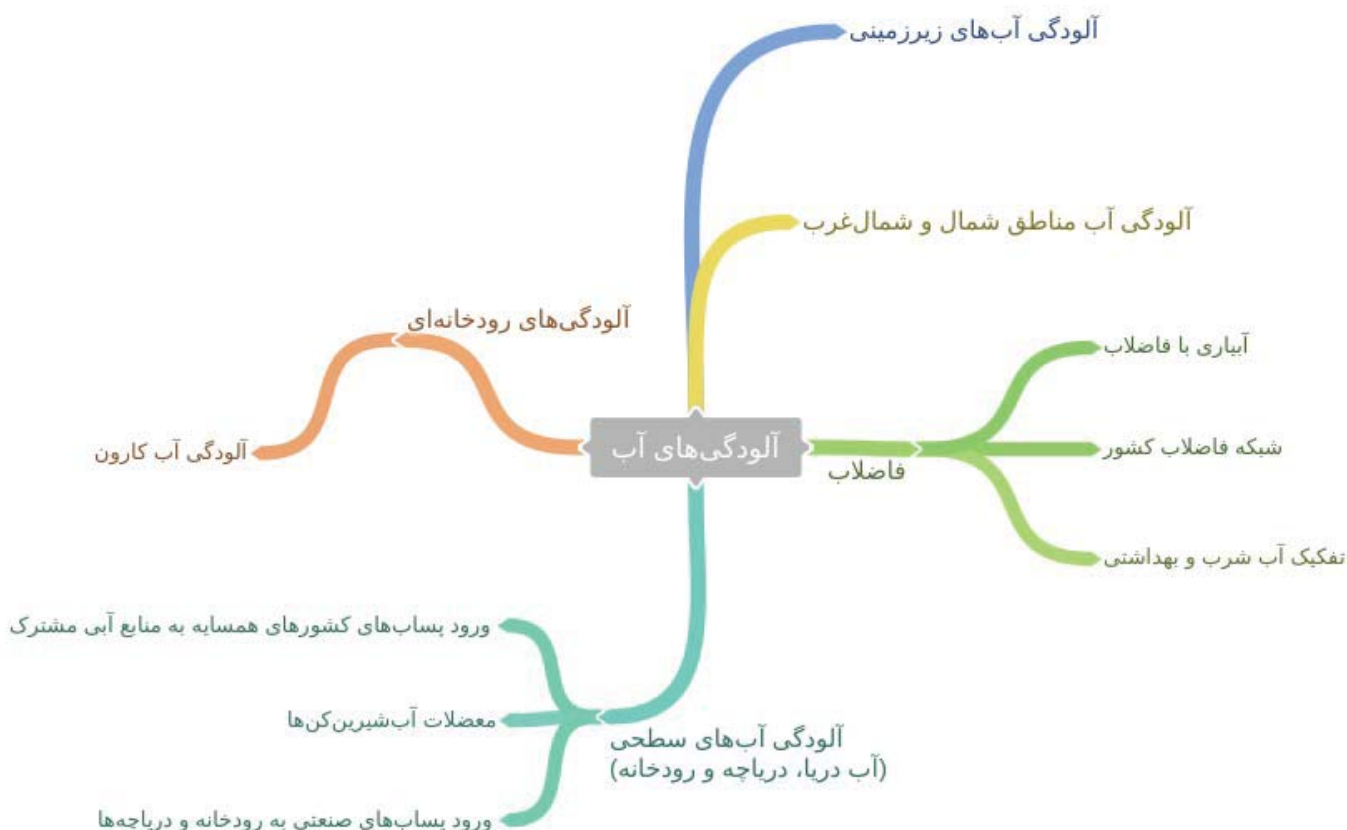 آلودگی آب‌های زیرزمینی
آلودگی آب مناطق شمال و شمال‌غرب
آلودگی‌های رودخانه‌ای
آبیاری با فاضلاب
آلودگی‌های آب
شبکه فاضلاب کشور
آلودگی آب کارون
فاضلاب
تفکیک آب شرب و بهداشتی
ورود پساب‌های کشورهای همسایه به منابع آبی مشترک
معضلات آب‌شیرین‌کن‌ها
آلودگی آب‌های سطحی
(آب دریا، دریاچه و رودخانه)
ورود پساب‌های صنعتی به رودخانه و دریاچه‌ها